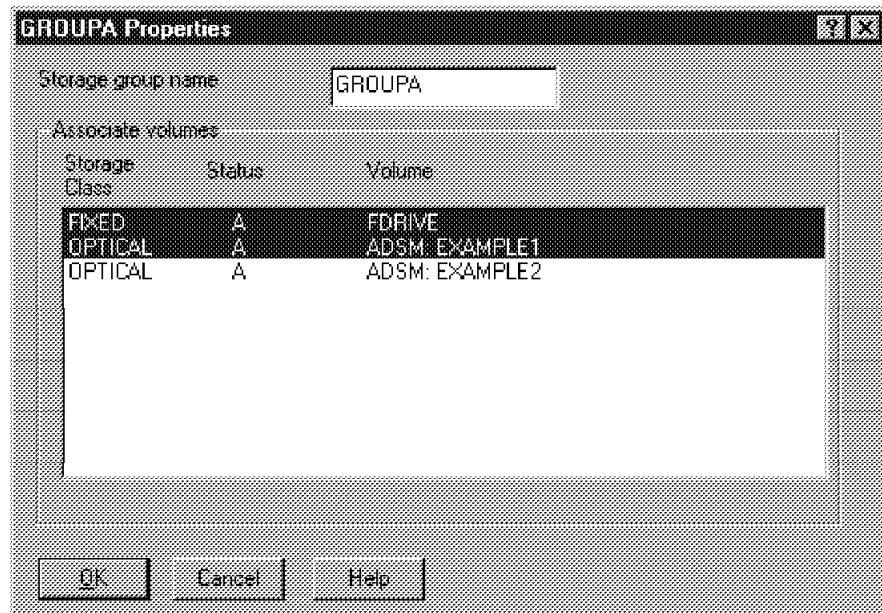 GROUPA Properties
Storage group name GROUPA
Associate volumes
Storage Class Status Volume
FIXED A FDRIVE
OPTICAL A ADSM: EXAMPLE1
OPTICAL A ADSM: EXAMPLE2
OK Cancel Help